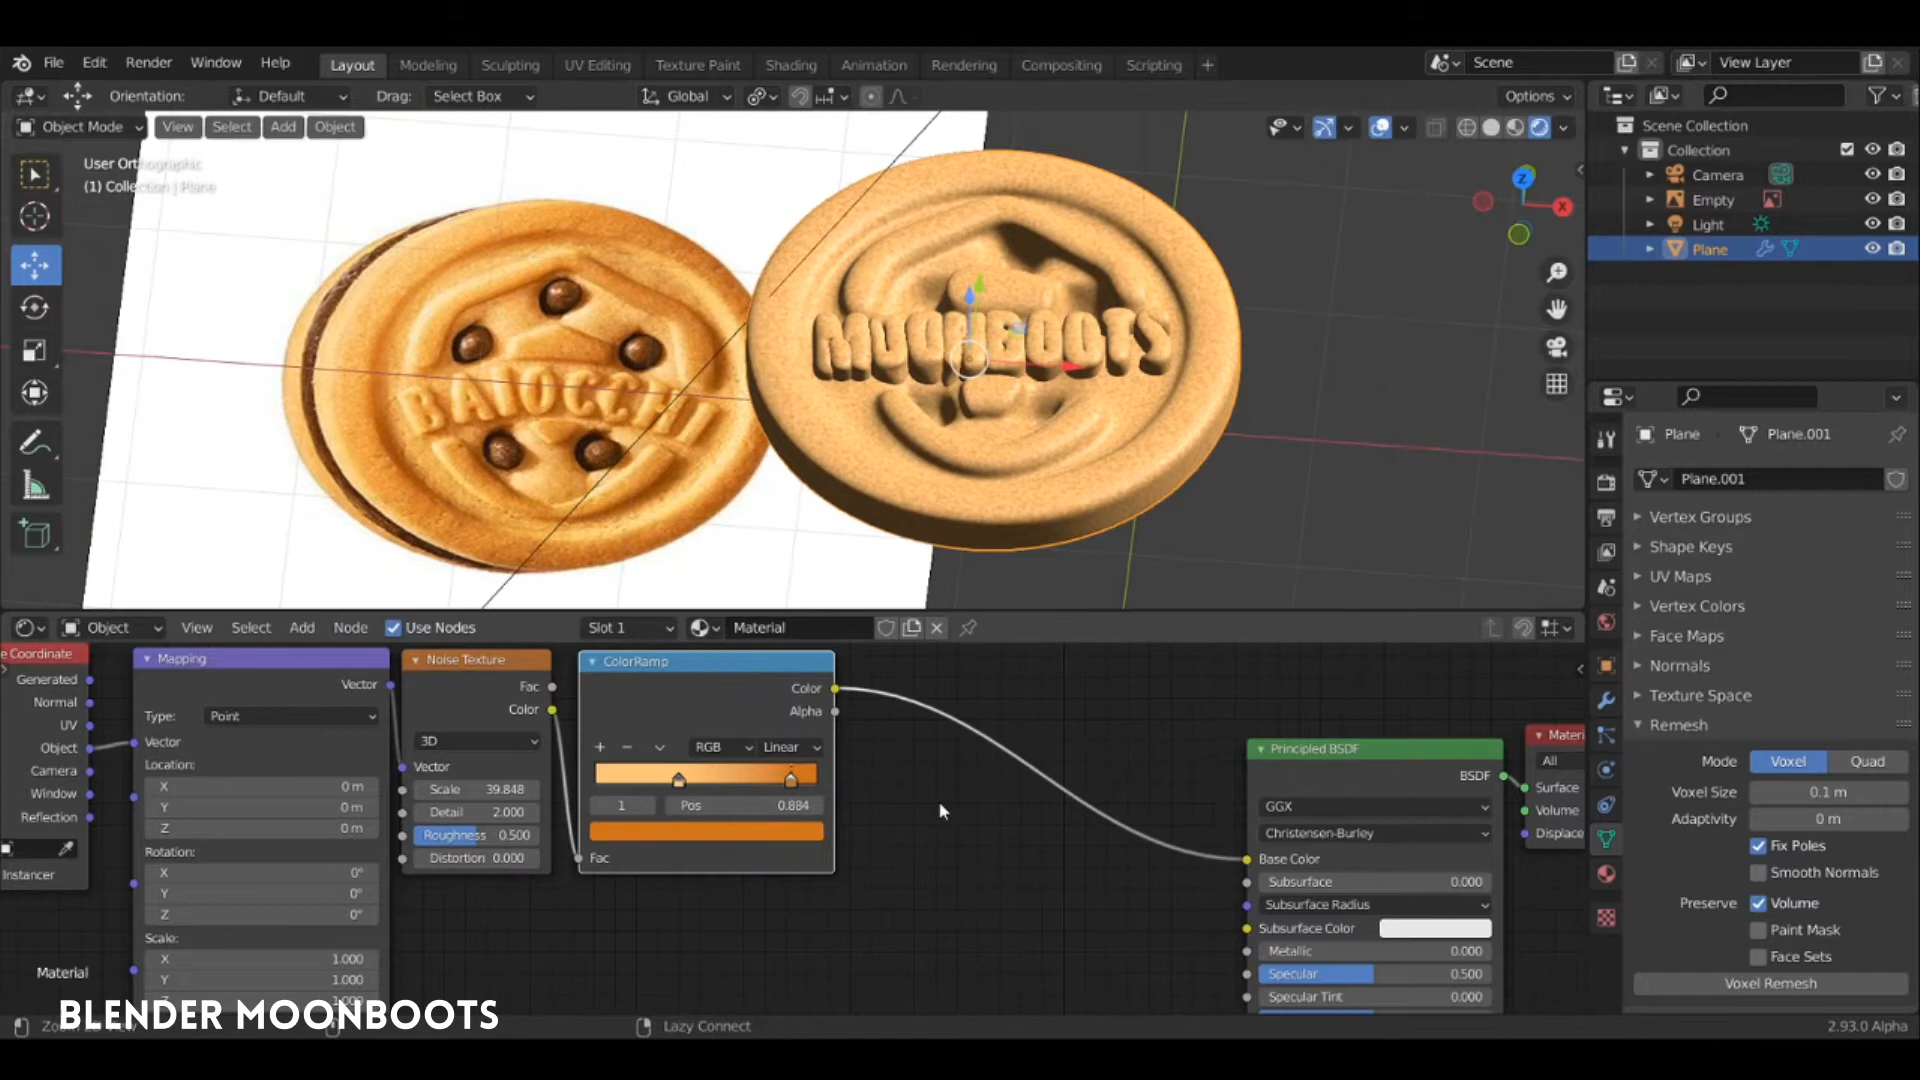 File Edit Render Window Help Layout Modeling Sculpting UV Editing Texture Paint Shading Animation Rendering Compositing Scripting + Scene View Layer
Orientation: Default Drag: Select Box Global Options
Object Mode View Select Add Object
User Orthographic
(1) Collection | Plane
BAIOCCHI
MOONBOOTS
Z
X
Scene Collection
Collection
Camera
Empty
Light
Plane
Plane Plane.001
Plane.001
Vertex Groups
Shape Keys
UV Maps
Vertex Colors
Face Maps
Normals
Texture Space
Remesh
Mode Voxel Quad
Voxel Size 0.1 m
Adaptivity 0 m
Fix Poles
Smooth Normals
Preserve Volume
Paint Mask
Face Sets
Voxel Remesh
Object View Select Add Node Use Nodes Slot 1 Material
e Coordinate
Generated
Normal
UV
Object
Camera
Window
Reflection
Instancer
Mapping
Vector
Type: Point
Vector
Location:
X 0 m
Y 0 m
Z 0 m
Rotation:
X 0°
Y 0°
Z 0°
Scale:
X 1.000
Y 1.000
Z 1.000
Noise Texture
Fac
Color
3D
Vector
Scale 39.848
Detail 2.000
Roughness 0.500
Distortion 0.000
ColorRamp
Color
Alpha
+ − RGB Linear
1 Pos 0.884
Fac
Principled BSDF
BSDF
GGX
Christensen-Burley
Base Color
Subsurface 0.000
Subsurface Radius
Subsurface Color
Metallic 0.000
Specular 0.500
Specular Tint 0.000
Materi
All
Surface
Volume
Displace
Material
BLENDER MOONBOOTS
Lazy Connect
2.93.0 Alpha